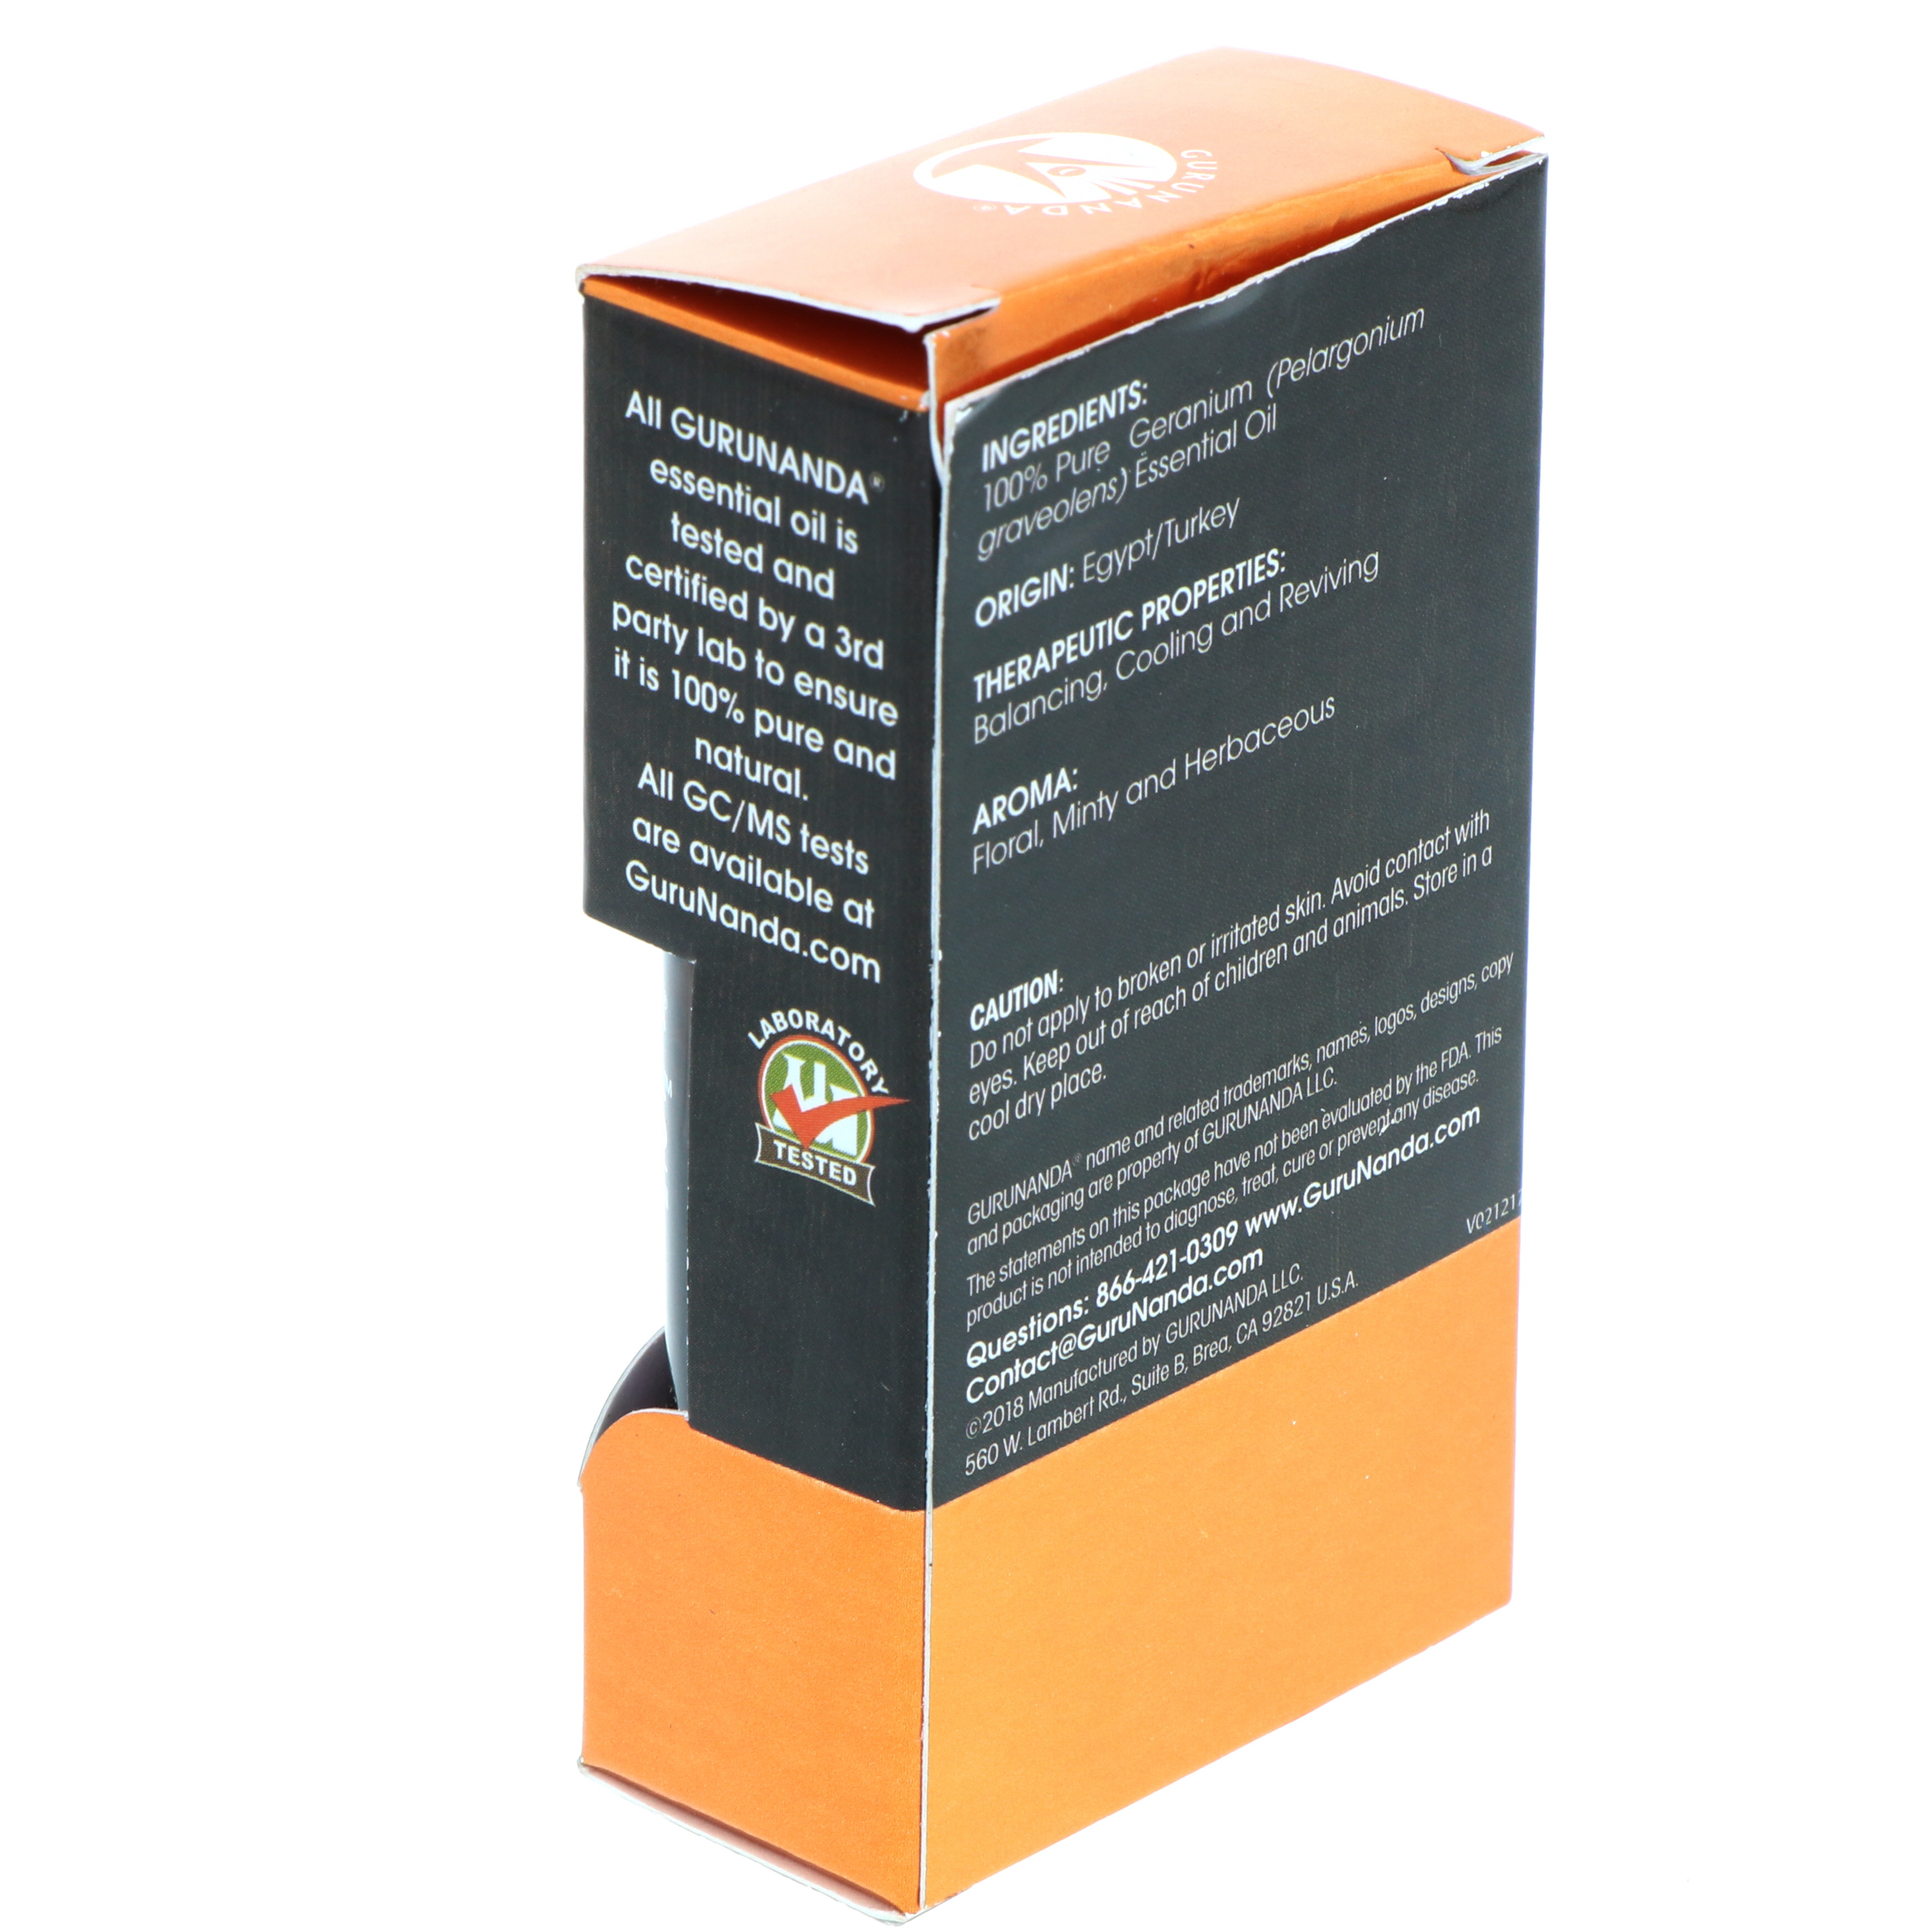 GURUNANDA®
All GURUNANDA®
essential oil is
tested and
certified by a 3rd
party lab to ensure
it is 100% pure and
natural.
All GC/MS tests
are available at
GuruNanda.com
LABORATORY
TESTED
INGREDIENTS:
100% Pure Geranium (Pelargonium
graveolens) Essential Oil
ORIGIN: Egypt/Turkey
THERAPEUTIC PROPERTIES:
Balancing, Cooling and Reviving
AROMA:
Floral, Minty and Herbaceous
CAUTION:
Do not apply to broken or irritated skin. Avoid contact with
eyes. Keep out of reach of children and animals. Store in a
cool dry place.
GURUNANDA® name and related trademarks, names, logos, designs, copy
and packaging are property of GURUNANDA LLC.
The statements on this package have not been evaluated by the FDA. This
product is not intended to diagnose, treat, cure or prevent any disease.
Questions: 866-421-0309 www.GuruNanda.com
Contact@GuruNanda.com
©2018 Manufactured by GURUNANDA LLC.
560 W. Lambert Rd., Suite B, Brea, CA 92821 U.S.A.
V021217